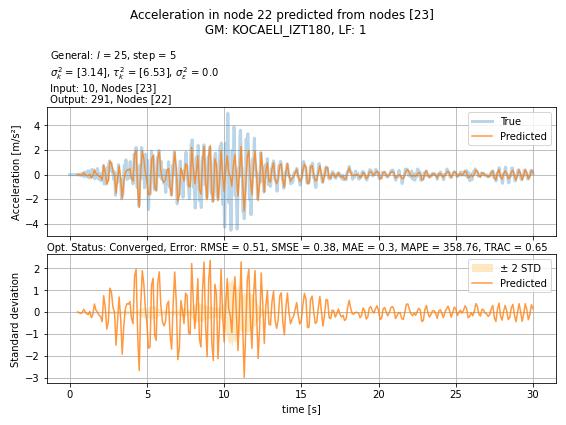 Acceleration in node 22 predicted from nodes [23]
GM: KOCAELI_IZT180, LF: 1
General: l = 25, step = 5
σ²ₖ = [3.14], τ²ₖ = [6.53], σ²ε = 0.0
Input: 10, Nodes [23]
Output: 291, Nodes [22]
Acceleration [m/s²]
4
2
0
−2
−4
True
Predicted
Opt. Status: Converged, Error: RMSE = 0.51, SMSE = 0.38, MAE = 0.3, MAPE = 358.76, TRAC = 0.65
Standard deviation
2
1
0
−1
−2
−3
± 2 STD
Predicted
0 5 10 15 20 25 30
time [s]